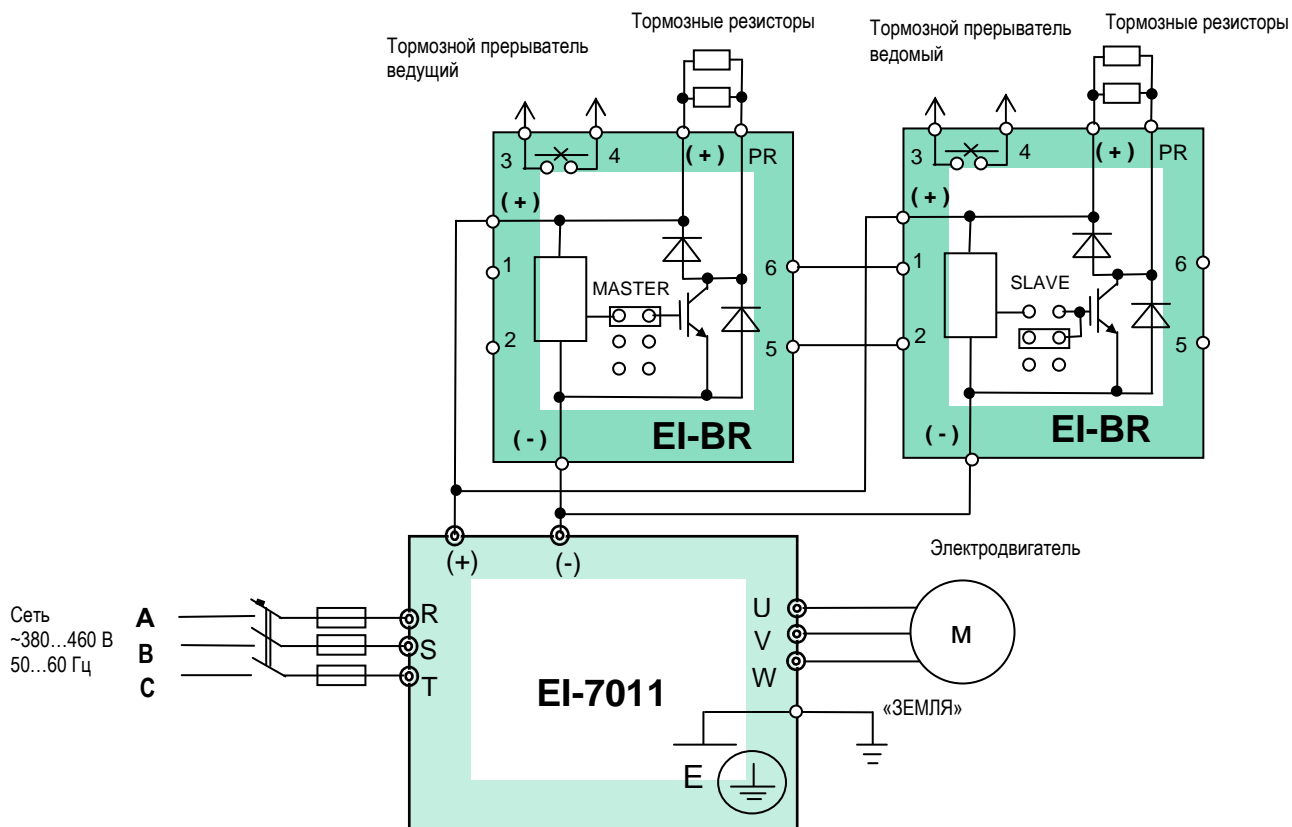 Тормозной прерыватель
ведущий
Тормозные резисторы
Тормозной прерыватель
ведомый
Тормозные резисторы
3
4
(+)
PR
(+)
1
2
MASTER
6
5
(-)
EI-BR
3
4
(+)
PR
(+)
1
2
SLAVE
6
5
(-)
EI-BR
(+)
(-)
Электродвигатель
Сеть
~380...460 В
50...60 Гц
A
B
C
R
S
T
EI-7011
U
V
W
M
«ЗЕМЛЯ»
E